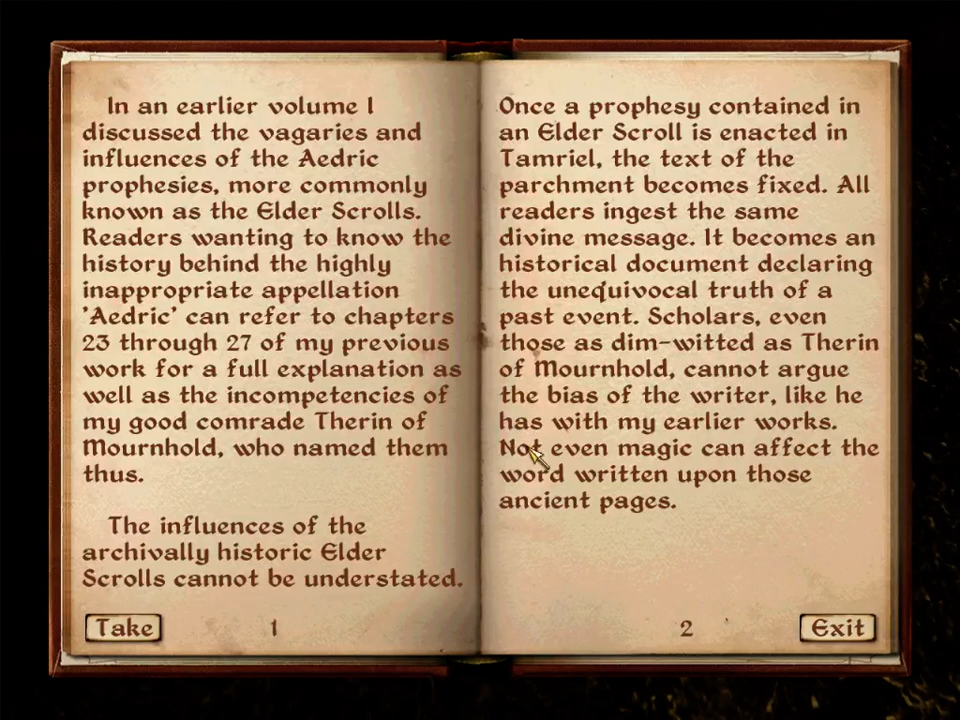 In an earlier volume I
discussed the vagaries and
influences of the Aedric
prophesies, more commonly
known as the Elder Scrolls.
Readers wanting to know the
history behind the highly
inappropriate appellation
'Aedric' can refer to chapters
23 through 27 of my previous
work for a full explanation as
well as the incompetencies of
my good comrade Therin of
Mournhold, who named them
thus.
The influences of the
archivally historic Elder
Scrolls cannot be understated.
Take
1
Once a prophesy contained in
an Elder Scroll is enacted in
Tamriel, the text of the
parchment becomes fixed. All
readers ingest the same
divine message. It becomes an
historical document declaring
the unequivocal truth of a
past event. Scholars, even
those as dim-witted as Therin
of Mournhold, cannot argue
the bias of the writer, like he
has with my earlier works.
Not even magic can affect the
word written upon those
ancient pages.
2
Exit